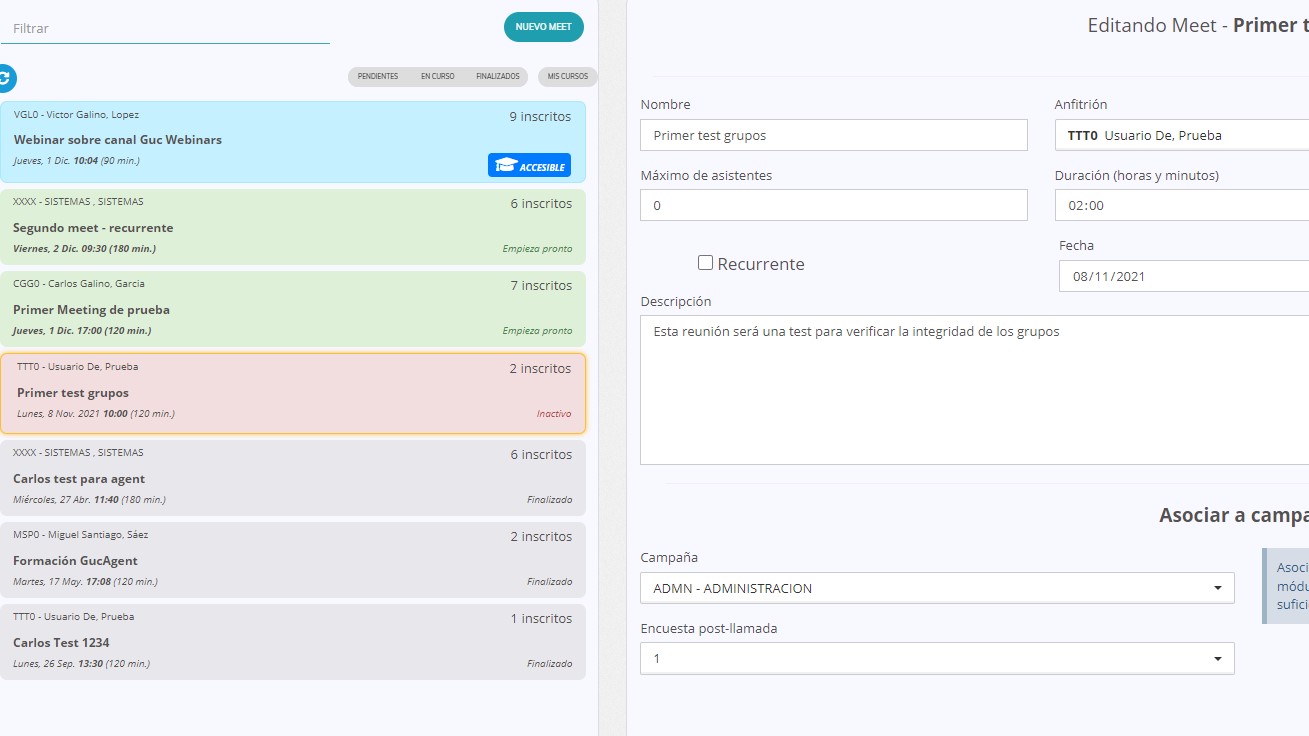 Filtrar
NUEVO MEET
PENDIENTES EN CURSO FINALIZADOS MIS CURSOS
VGL0 - Victor Galino, Lopez
9 inscritos
Webinar sobre canal Guc Webinars
Jueves, 1 Dic. 10:04 (90 min.)
ACCESIBLE
XXXX - SISTEMAS , SISTEMAS
6 inscritos
Segundo meet - recurrente
Viernes, 2 Dic. 09:30 (180 min.)
Empieza pronto
CGG0 - Carlos Galino, Garcia
7 inscritos
Primer Meeting de prueba
Jueves, 1 Dic. 17:00 (120 min.)
Empieza pronto
TTT0 - Usuario De, Prueba
2 inscritos
Primer test grupos
Lunes, 8 Nov. 2021 10:00 (120 min.)
Inactivo
XXXX - SISTEMAS , SISTEMAS
6 inscritos
Carlos test para agent
Miércoles, 27 Abr. 11:40 (180 min.)
Finalizado
MSP0 - Miguel Santiago, Sáez
2 inscritos
Formación GucAgent
Martes, 17 May. 17:08 (120 min.)
Finalizado
TTT0 - Usuario De, Prueba
1 inscritos
Carlos Test 1234
Lunes, 26 Sep. 13:30 (120 min.)
Finalizado
Editando Meet - Primer t
Nombre
Primer test grupos
Anfitrión
TTT0 Usuario De, Prueba
Máximo de asistentes
0
Duración (horas y minutos)
02:00
Recurrente
Fecha
08/11/2021
Descripción
Esta reunión será una test para verificar la integridad de los grupos
Asociar a campa
Campaña
ADMN - ADMINISTRACION
Asoci
módu
sufici
Encuesta post-llamada
1